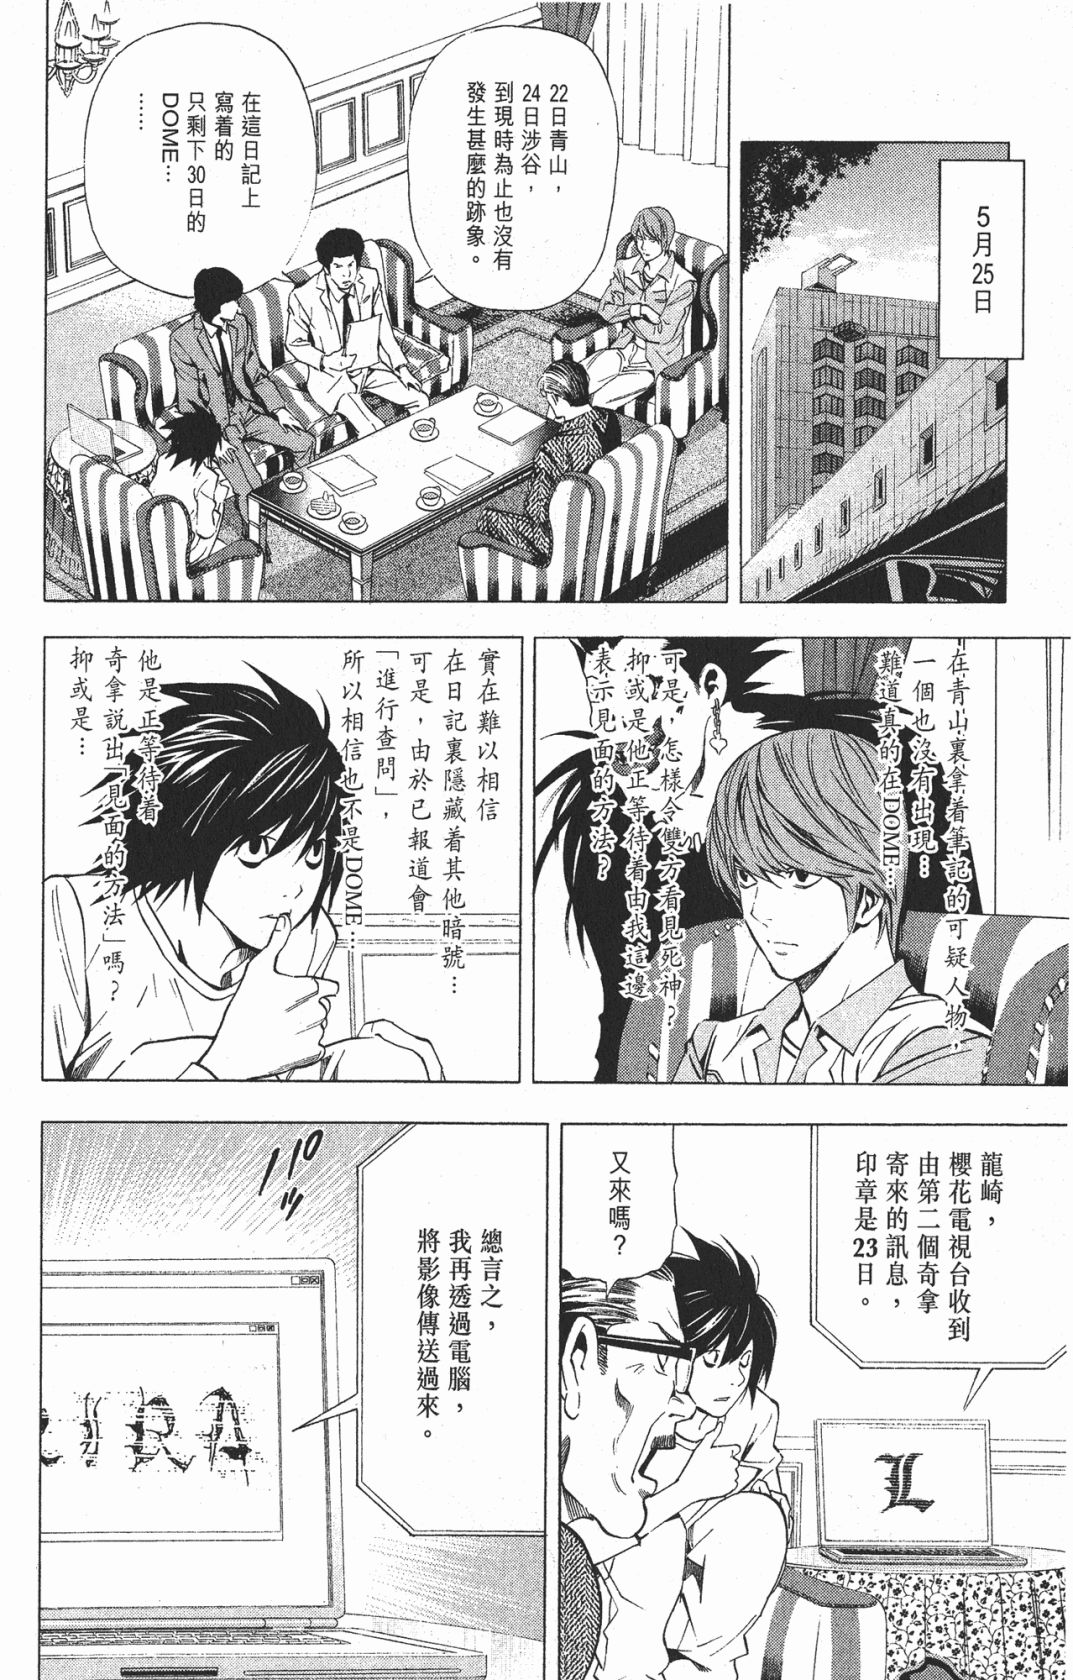 5月25日
22日青山，
24日涉谷，
到現時為止也沒有
發生甚麼的跡象。
在這日記上
寫着的
只剩下30日的
DOME…
……
在青山裏拿着筆記的可疑人物，
一個也沒有出現…
難道真的在DOME…
可是，怎樣令雙方看見死神？
抑或是他正等待着由我這邊
表示見面的方法？
實在難以相信
在日記裏隱藏着其他暗號…
可是，由於已報道會
「進行查問」，
所以相信也不是DOME…
他是正等待着
奇拿說出「見面的方法」嗎？
抑或是…
龍崎，
櫻花電視台收到
由第二個奇拿
寄來的訊息，
印章是23日。
又來嗎？
L
總言之，
我再透過電腦，
將影像傳送過來。
IRA